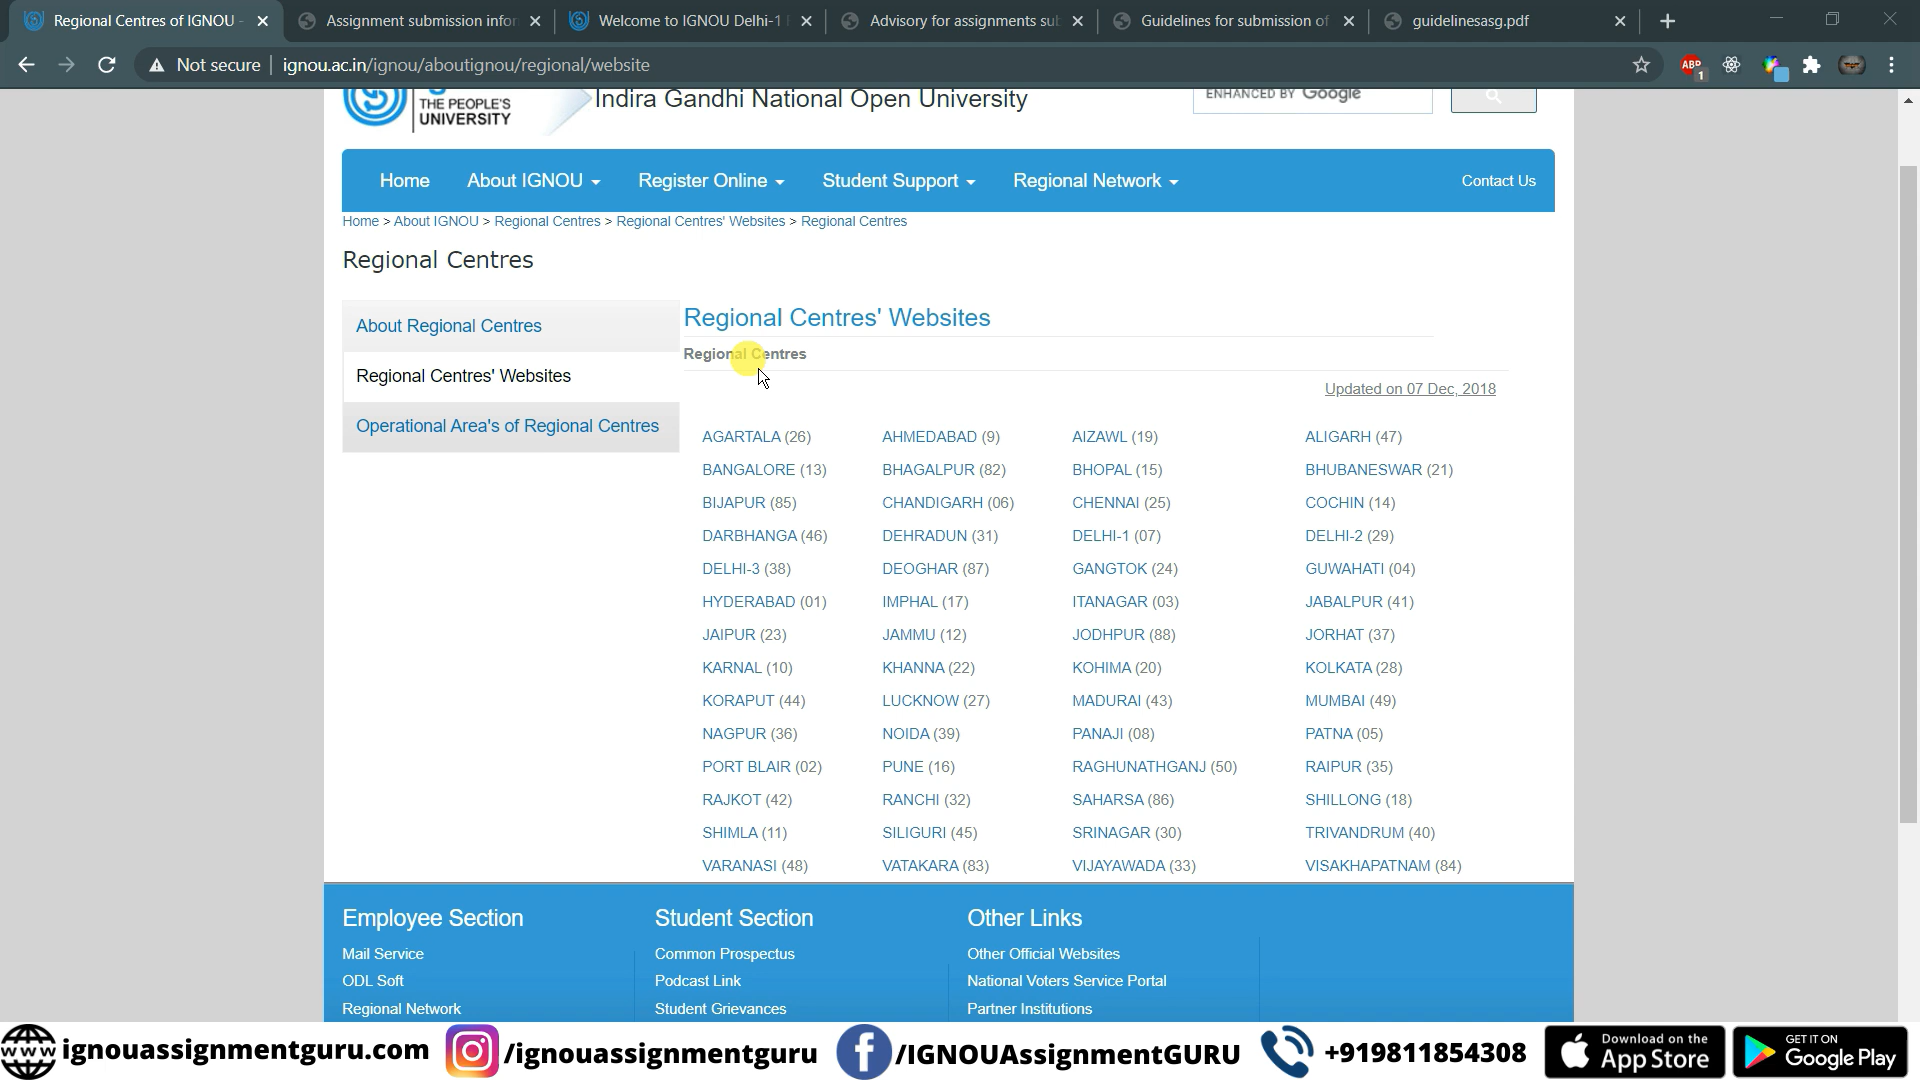 Regional Centres of IGNOU -
Assignment submission infor
Welcome to IGNOU Delhi-1
Advisory for assignments su
Guidelines for submission of
guidelinesasg.pdf
Not secure | ignou.ac.in/ignou/aboutignou/regional/website
ABP
1
THE PEOPLE'S
UNIVERSITY
Indira Gandhi National Open University
ENHANCED BY Google
Home About IGNOU Register Online Student Support Regional Network Contact Us
Home > About IGNOU > Regional Centres > Regional Centres' Websites > Regional Centres
Regional Centres
About Regional Centres
Regional Centres' Websites
Operational Area's of Regional Centres
Regional Centres' Websites
Regional Centres
Updated on 07 Dec, 2018
AGARTALA (26) AHMEDABAD (9) AIZAWL (19) ALIGARH (47)
BANGALORE (13) BHAGALPUR (82) BHOPAL (15) BHUBANESWAR (21)
BIJAPUR (85) CHANDIGARH (06) CHENNAI (25) COCHIN (14)
DARBHANGA (46) DEHRADUN (31) DELHI-1 (07) DELHI-2 (29)
DELHI-3 (38) DEOGHAR (87) GANGTOK (24) GUWAHATI (04)
HYDERABAD (01) IMPHAL (17) ITANAGAR (03) JABALPUR (41)
JAIPUR (23) JAMMU (12) JODHPUR (88) JORHAT (37)
KARNAL (10) KHANNA (22) KOHIMA (20) KOLKATA (28)
KORAPUT (44) LUCKNOW (27) MADURAI (43) MUMBAI (49)
NAGPUR (36) NOIDA (39) PANAJI (08) PATNA (05)
PORT BLAIR (02) PUNE (16) RAGHUNATHGANJ (50) RAIPUR (35)
RAJKOT (42) RANCHI (32) SAHARSA (86) SHILLONG (18)
SHIMLA (11) SILIGURI (45) SRINAGAR (30) TRIVANDRUM (40)
VARANASI (48) VATAKARA (83) VIJAYAWADA (33) VISAKHAPATNAM (84)
Employee Section
Mail Service
ODL Soft
Regional Network
Student Section
Common Prospectus
Podcast Link
Student Grievances
Other Links
Other Official Websites
National Voters Service Portal
Partner Institutions
www
ignouassignmentguru.com
/ignouassignmentguru
/IGNOUAssignmentGURU
+919811854308
Download on the
App Store
GET IT ON
Google Play